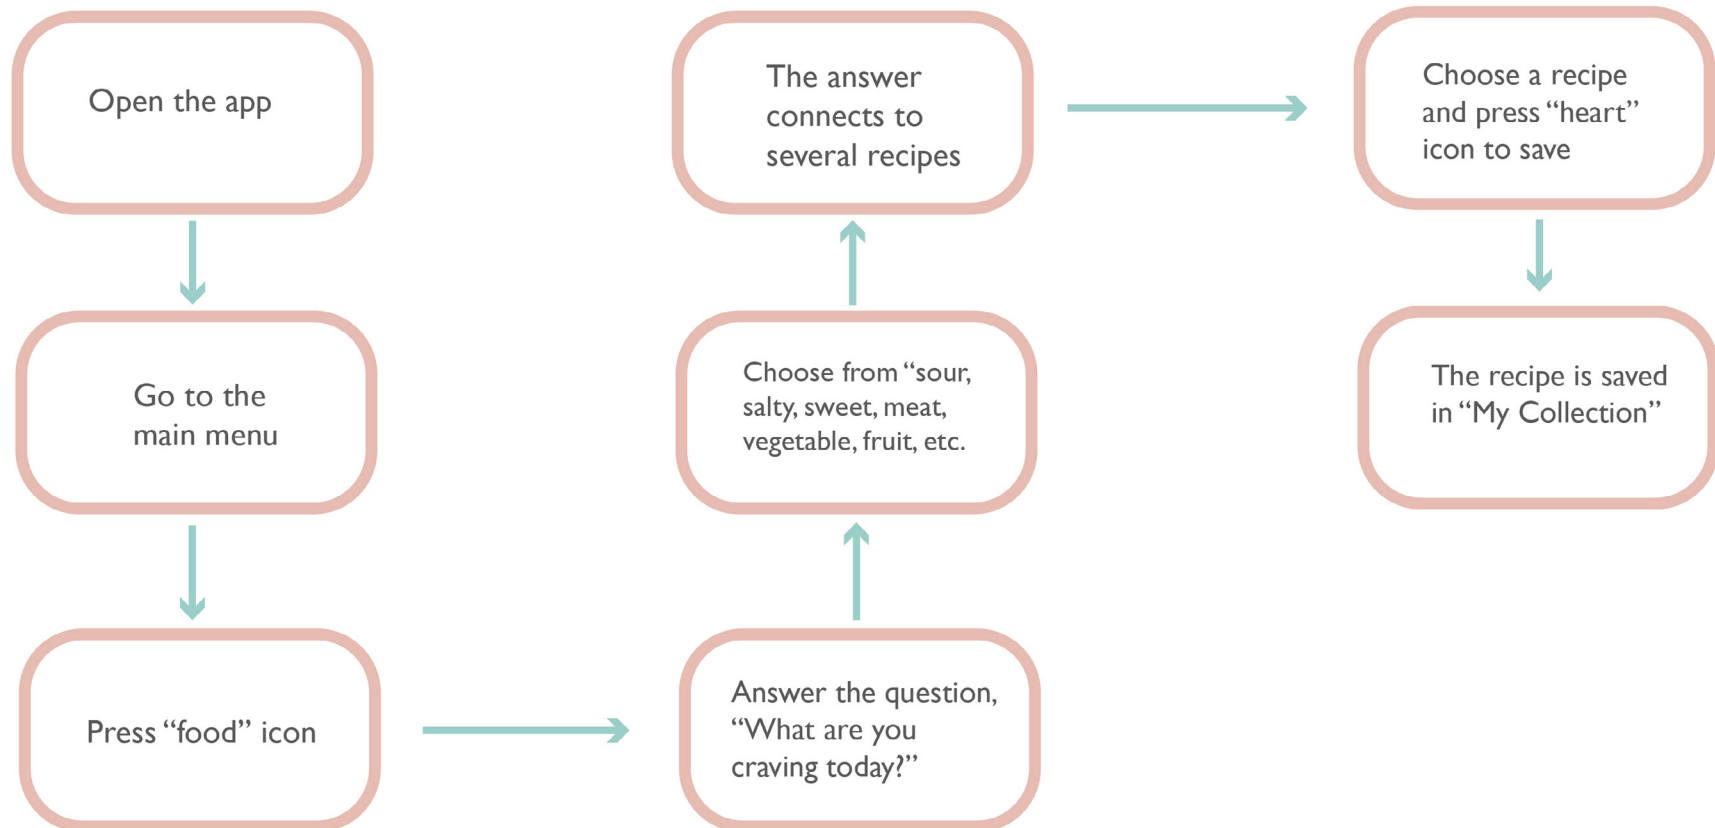 Open the app
Go to the
main menu
Press “food” icon
Answer the question,
“What are you
craving today?”
Choose from “sour,
salty, sweet, meat,
vegetable, fruit, etc.
The answer
connects to
several recipes
Choose a recipe
and press “heart”
icon to save
The recipe is saved
in “My Collection”